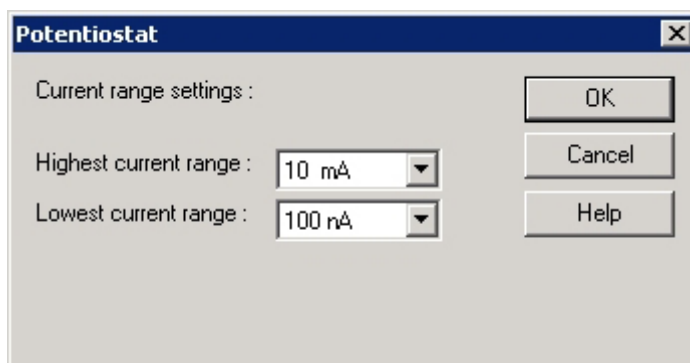 Potentiostat
Current range settings :
OK
Highest current range : 10 mA
Cancel
Lowest current range : 100 nA
Help